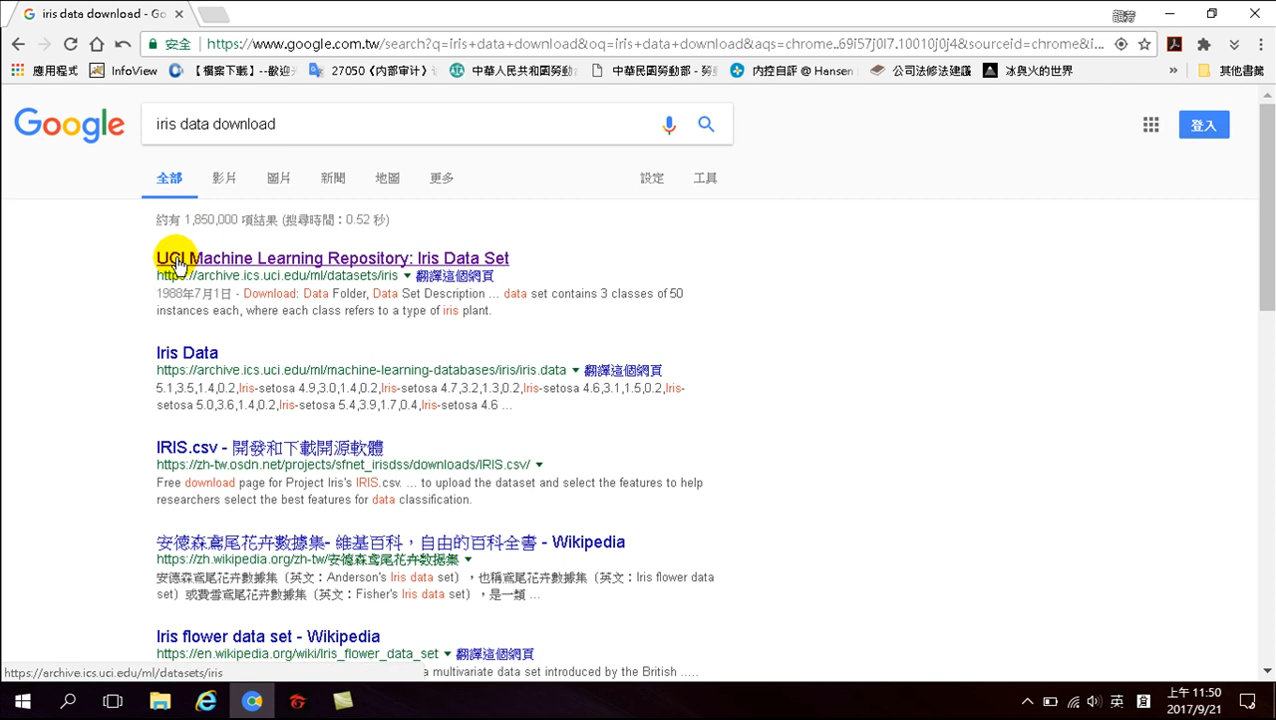 iris data download - Go
安全 https://www.google.com.tw/search?q=iris+data+download&oq=iris+data+download&aqs=chrome..69i57j0l7.10010j0j4&sourceid=chrome&i...
應用程式 InfoView 【檔案下載】--歡迎 27050《內部审计》 中華人民共和國勞動 中華民國勞動部 - 勞 內控自評 @ Hansen 公司法修法建議 冰與火的世界 » 其他書籤
Google iris data download 登入
全部 影片 圖片 新聞 地圖 更多 設定 工具
約有 1,850,000 項結果 (搜尋時間:0.52 秒)
UCI Machine Learning Repository: Iris Data Set
https://archive.ics.uci.edu/ml/datasets/iris 翻譯這個網頁
1988年7月1日 - Download: Data Folder, Data Set Description ... data set contains 3 classes of 50
instances each, where each class refers to a type of iris plant.
Iris Data
https://archive.ics.uci.edu/ml/machine-learning-databases/iris/iris.data 翻譯這個網頁
5.1,3.5,1.4,0.2,Iris-setosa 4.9,3.0,1.4,0.2,Iris-setosa 4.7,3.2,1.3,0.2,Iris-setosa 4.6,3.1,1.5,0.2,Iris-
setosa 5.0,3.6,1.4,0.2,Iris-setosa 5.4,3.9,1.7,0.4,Iris-setosa 4.6 ...
IRIS.csv - 開發和下載開源軟體
https://zh-tw.osdn.net/projects/sfnet_irisdss/downloads/IRIS.csv/
Free download page for Project Iris's IRIS.csv. ... to upload the dataset and select the features to help
researchers select the best features for data classification.
安德森鳶尾花卉數據集- 維基百科,自由的百科全書 - Wikipedia
https://zh.wikipedia.org/zh-tw/安德森鸢尾花卉数据集
安德森鳶尾花卉數據集(英文:Anderson's Iris data set),也稱鳶尾花卉數據集(英文:Iris flower data
set)或費雪鳶尾花卉數據集(英文:Fisher's Iris data set),是一類 ...
Iris flower data set - Wikipedia
https://en.wikipedia.org/wiki/Iris_flower_data_set 翻譯這個網頁
https://archive.ics.uci.edu/ml/datasets/iris a multivariate data set introduced by the British .....
英 上午 11:50
2017/9/21